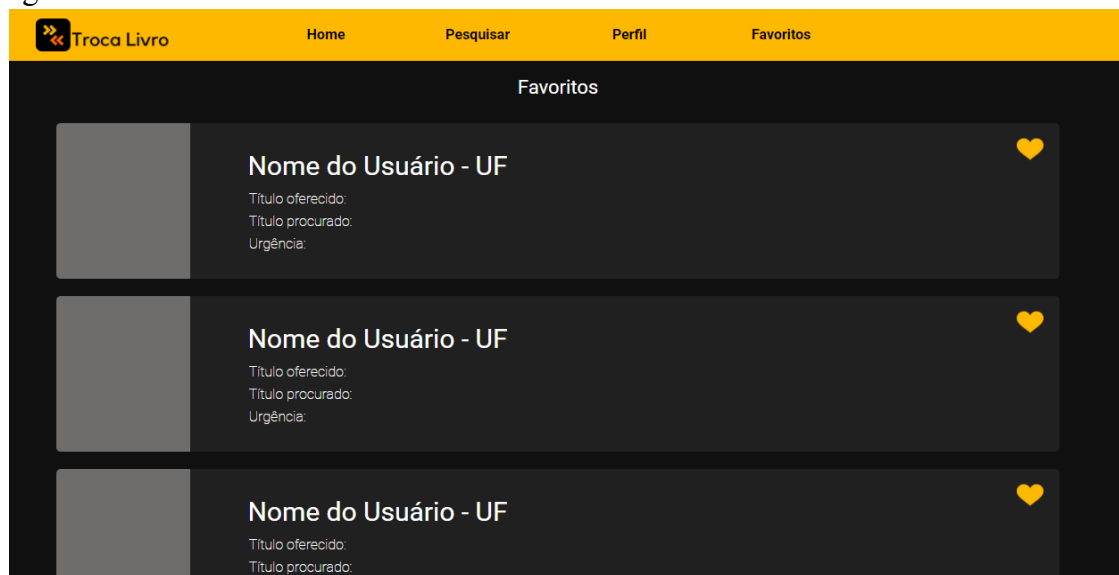 Troca Livro Home Pesquisar Perfil Favoritos
Favoritos
Nome do Usuário - UF
Título oferecido:
Título procurado:
Urgência:
Nome do Usuário - UF
Título oferecido:
Título procurado:
Urgência:
Nome do Usuário - UF
Título oferecido:
Título procurado: